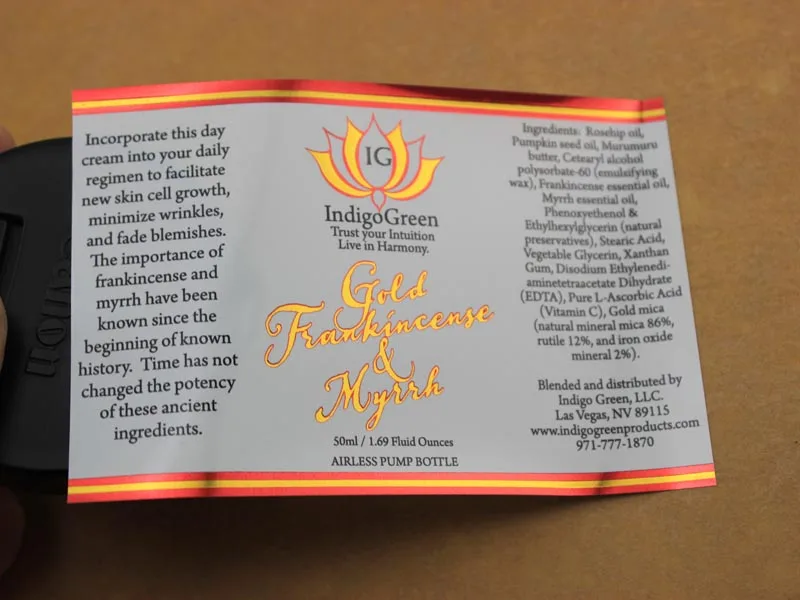 Incorporate this day
cream into your daily
regimen to facilitate
new skin cell growth,
minimize wrinkles,
and fade blemishes.
The importance of
frankincense and
myrrh have been
known since the
beginning of known
history. Time has not
changed the potency
of these ancient
ingredients.
IG
IndigoGreen
Trust your Intuition
Live in Harmony.
Gold
Frankincense
&
Myrrh
50ml / 1.69 Fluid Ounces
AIRLESS PUMP BOTTLE
Ingredients: Rosehip oil,
Pumpkin seed oil, Murumuru
butter, Cetearyl alcohol
polysorbate-60 (emulsifying
wax), Frankincense essential oil,
Myrrh essential oil,
Phenoxyethenol &
Ethylhexylglycerin (natural
preservatives), Stearic Acid,
Vegetable Glycerin, Xanthan
Gum, Disodium Ethylenedi-
aminetetraacetate Dihydrate
(EDTA), Pure L-Ascorbic Acid
(Vitamin C), Gold mica
(natural mineral mica 86%,
rutile 12%, and iron oxide
mineral 2%).
Blended and distributed by
Indigo Green, LLC.
Las Vegas, NV 89115
www.indigogreenproducts.com
971-777-1870
Canon